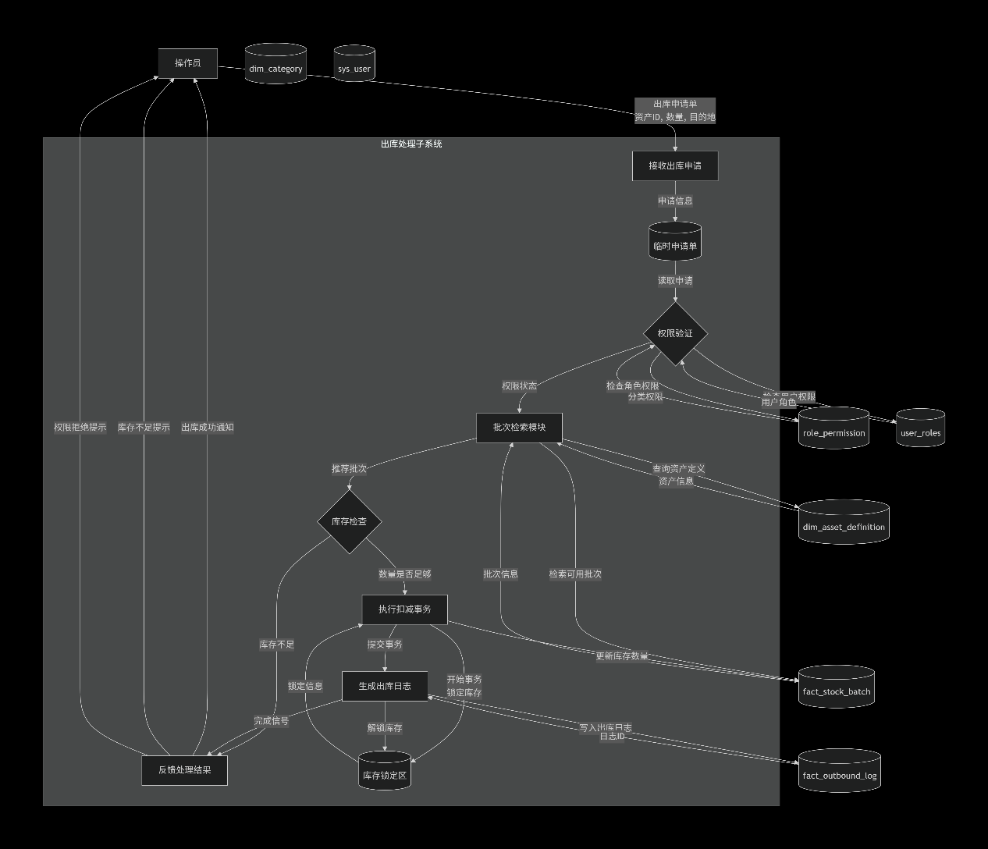 操作员
dim_category
sys_user
出库申请单
资产ID, 数量, 目的地
出库处理子系统
接收出库申请
申请信息
临时申请单
读取申请
权限验证
权限状态
检查角色权限
分类权限
用户角色
role_permission
user_roles
权限拒绝提示
库存不足提示
出库成功通知
批次检索模块
推荐批次
查询资产定义
资产信息
库存检查
dim_asset_definition
数量是否足够
批次信息
检索可用批次
执行扣减事务
库存不足
提交事务
更新库存数量
锁定信息
生成出库日志
开始事务
锁定库存
fact_stock_batch
完成信号
解锁库存
写入出库日志
日志ID
反馈处理结果
库存锁定区
fact_outbound_log